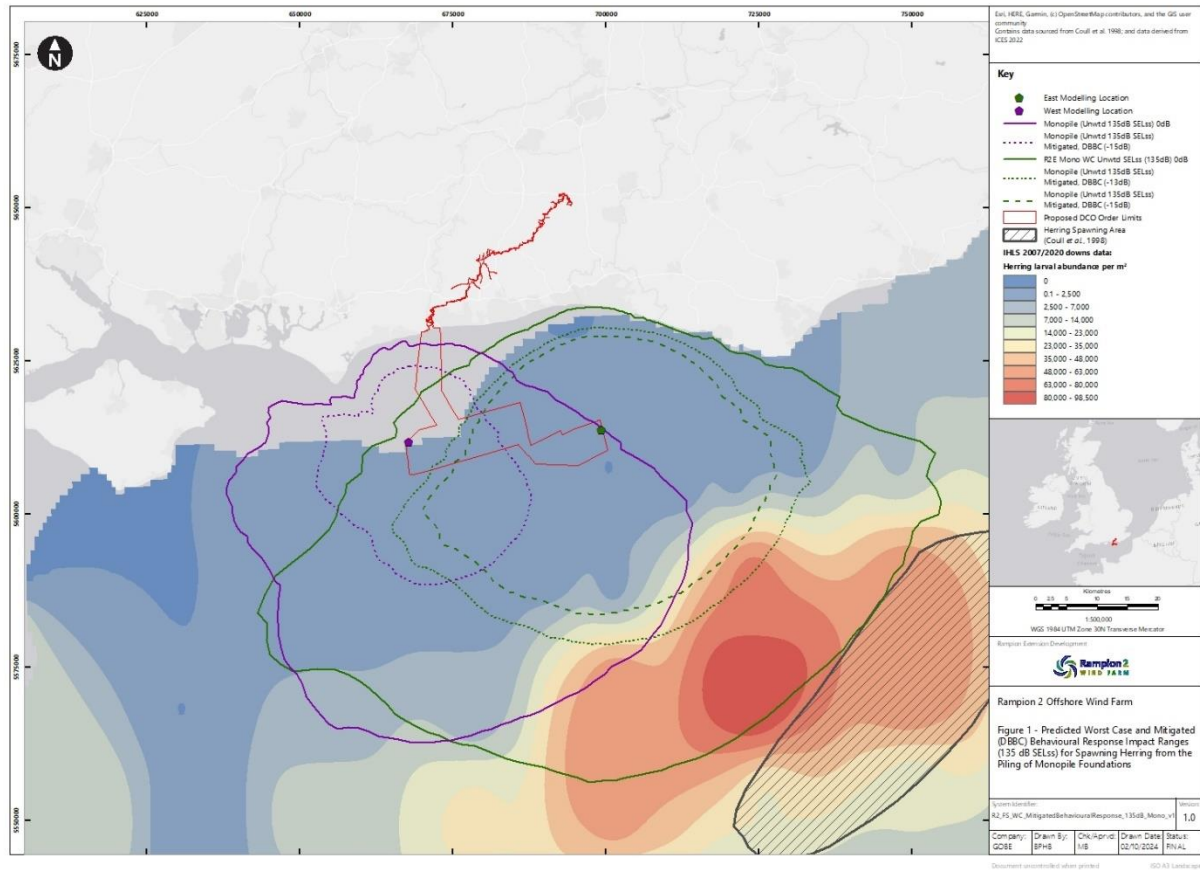 625000 650000 675000 700000 725000 750000
5675000
5650000
5625000
5600000
5575000
5550000
N
Esri, HERE, Garmin, (c) OpenStreetMap contributors, and the GIS user
community
Contains data sourced from Coull et al. 1998; and data derived from
ICES 2022
Key
East Modelling Location
West Modelling Location
Monopile (Unwtd 135dB SELss) 0dB
Monopile (Unwtd 135dB SELss)
Mitigated, DBBC (-15dB)
R2E Mono WC Unwtd SELss (135dB) 0dB
Monopile (Unwtd 135dB SELss)
Mitigated, DBBC (-13dB)
Monopile (Unwtd 135dB SELss)
Mitigated, DBBC (-15dB)
Proposed DCO Order Limits
Herring Spawning Area
(Coull et al., 1998)
IHLS 2007/2020 downs data:
Herring larval abundance per m²
0
0.1 - 2,500
2,500 - 7,000
7,000 - 14,000
14,000 - 23,000
23,000 - 35,000
35,000 - 48,000
48,000 - 63,000
63,000 - 80,000
80,000 - 98,500
Kilometres
0 2.5 5 10 15 20
1:500,000
WGS 1984 UTM Zone 30N Transverse Mercator
Rampion Extension Development
Rampion 2
WIND FARM
Rampion 2 Offshore Wind Farm
Figure 1 - Predicted Worst Case and Mitigated
(DBBC) Behavioural Response Impact Ranges
(135 dB SELss) for Spawning Herring from the
Piling of Monopile Foundations
System Identifier: Version:
R2_FS_WC_MitigatedBehaviouralResponse_135dB_Mono_v1 1.0
Company: Drawn By: Chk/Aprvd: Drawn Date: Status:
GOBE BPHB MB 02/10/2024 FINAL
Document uncontrolled when printed ISO A3 Landscape